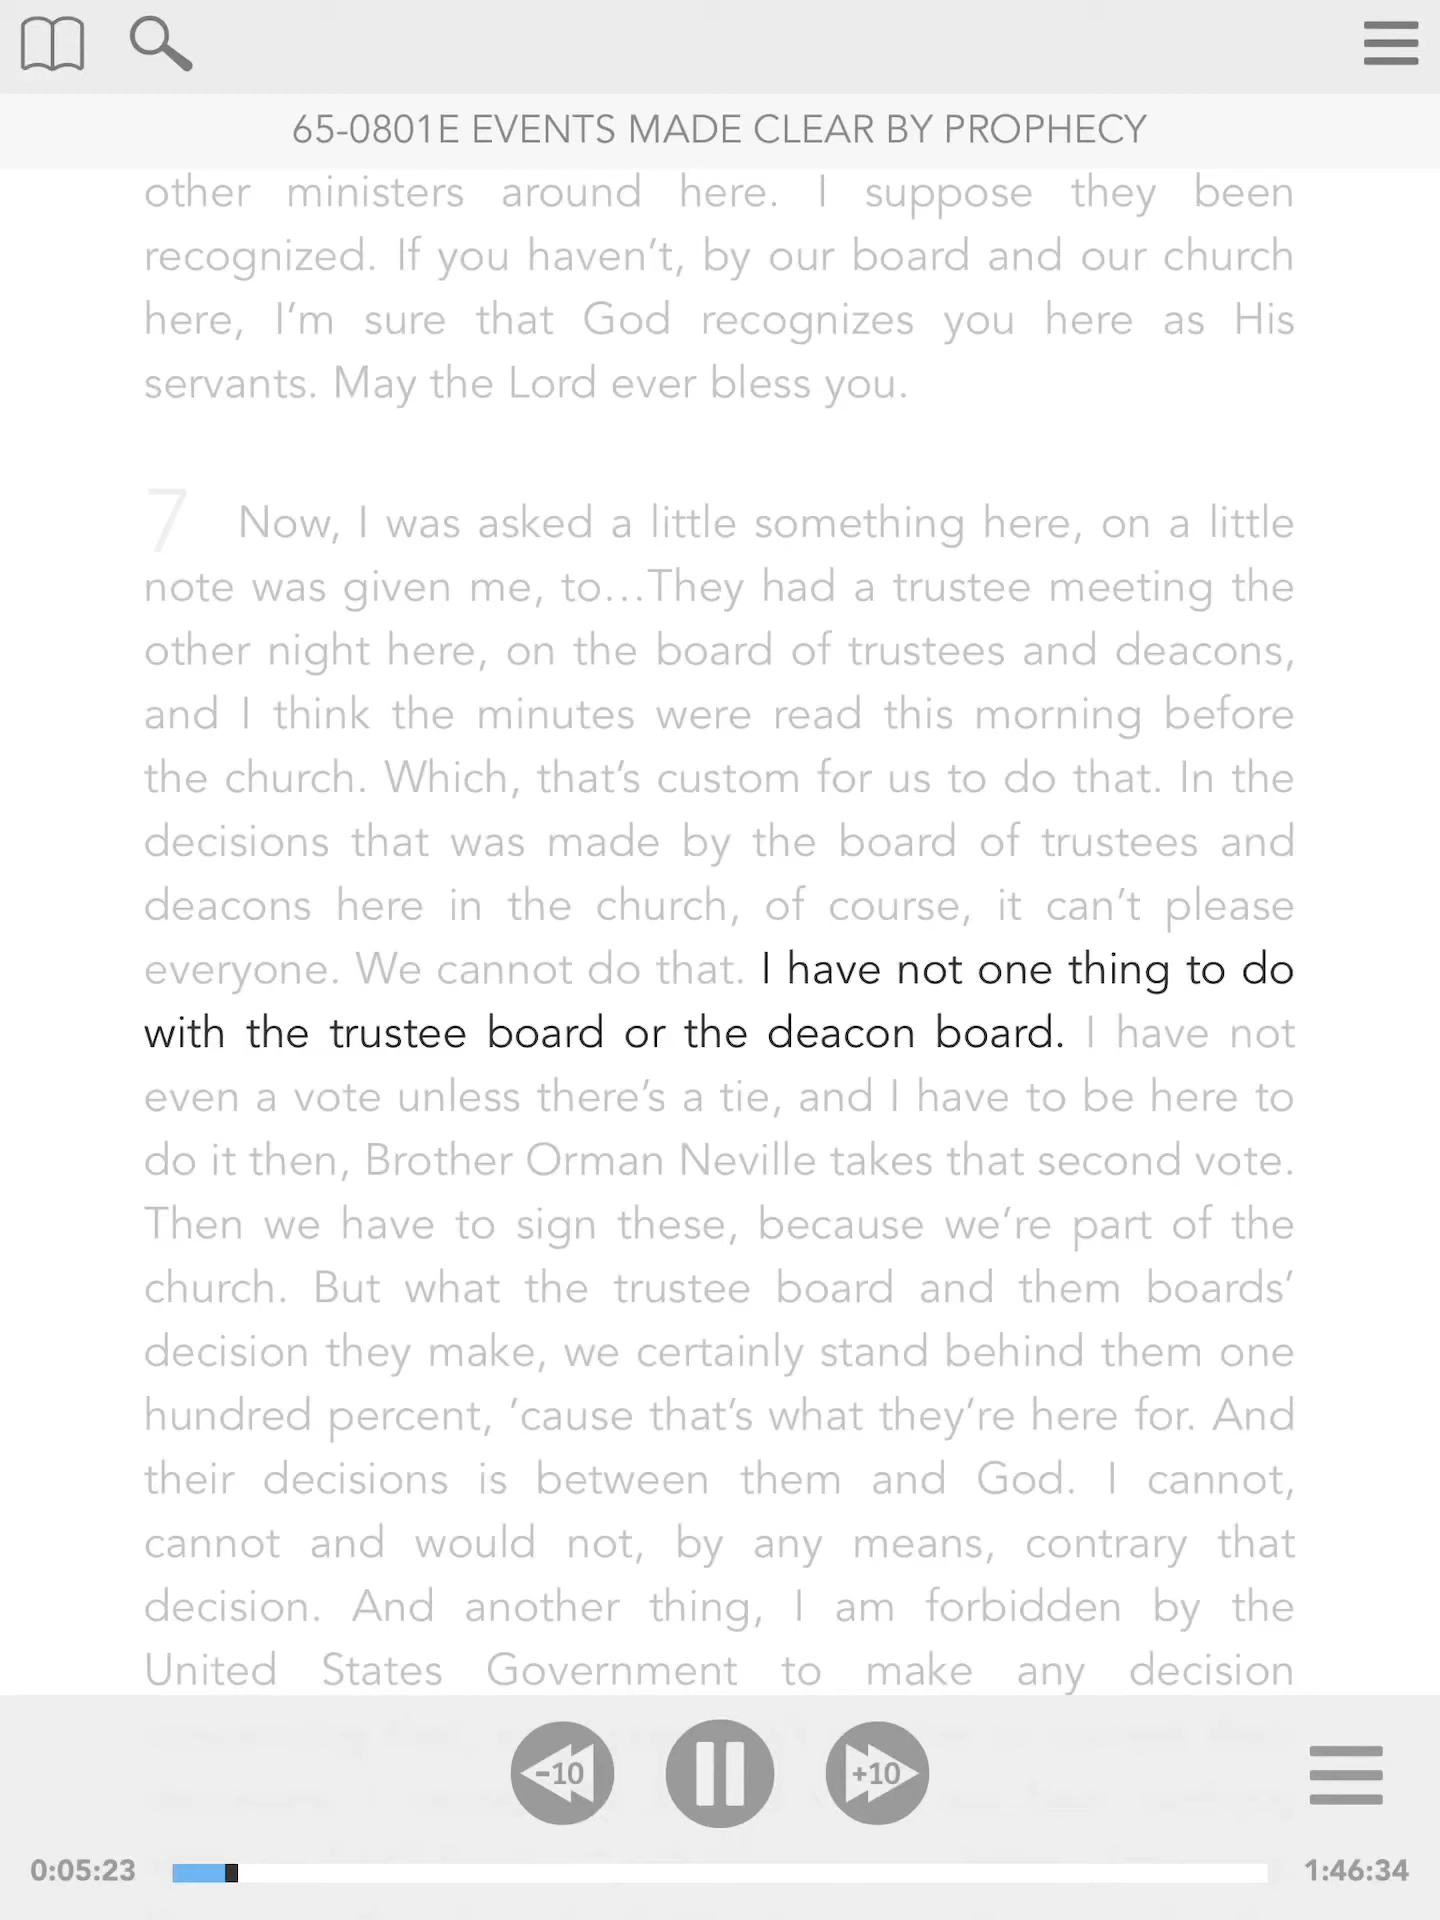 65-0801E EVENTS MADE CLEAR BY PROPHECY
other ministers around here. I suppose they been
recognized. If you haven’t, by our board and our church
here, I’m sure that God recognizes you here as His
servants. May the Lord ever bless you.
7 Now, I was asked a little something here, on a little
note was given me, to…They had a trustee meeting the
other night here, on the board of trustees and deacons,
and I think the minutes were read this morning before
the church. Which, that’s custom for us to do that. In the
decisions that was made by the board of trustees and
deacons here in the church, of course, it can’t please
everyone. We cannot do that. I have not one thing to do
with the trustee board or the deacon board. I have not
even a vote unless there’s a tie, and I have to be here to
do it then, Brother Orman Neville takes that second vote.
Then we have to sign these, because we’re part of the
church. But what the trustee board and them boards’
decision they make, we certainly stand behind them one
hundred percent, ’cause that’s what they’re here for. And
their decisions is between them and God. I cannot,
cannot and would not, by any means, contrary that
decision. And another thing, I am forbidden by the
United States Government to make any decision
-10 +10
0:05:23 1:46:34